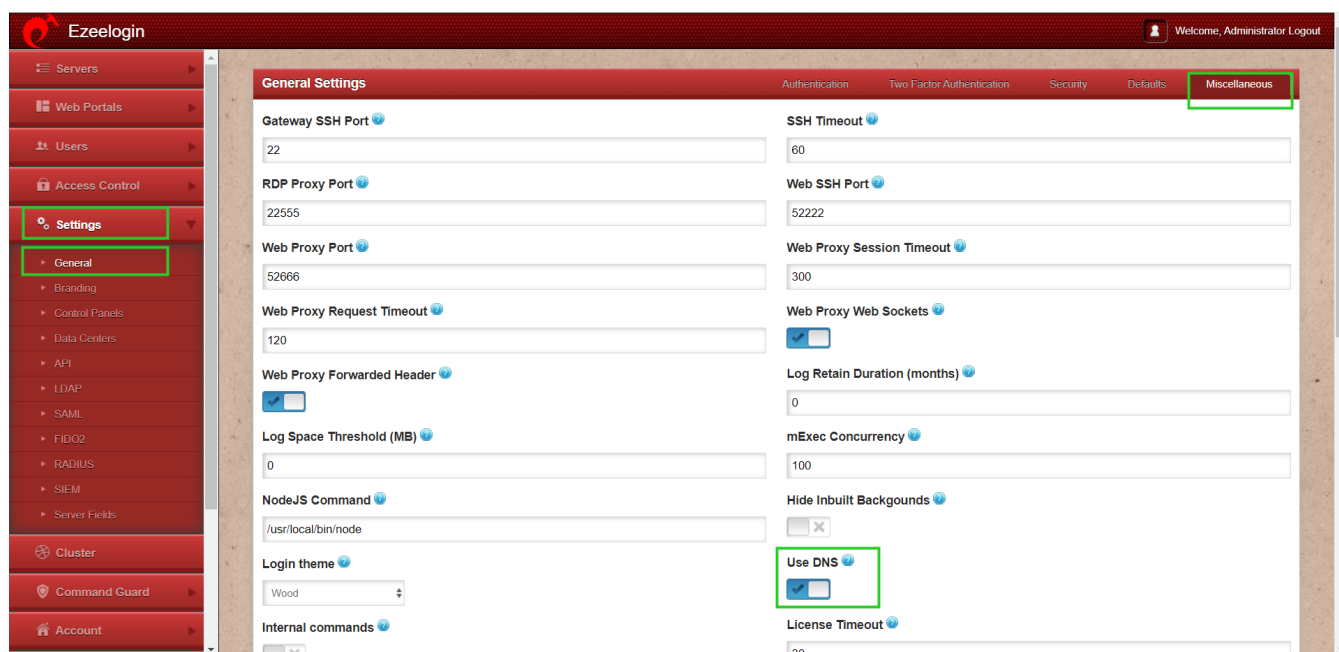 Ezeelogin
Welcome, Administrator Logout
Servers
Web Portals
Users
Access Control
Settings
General
Branding
Control Panels
Data Centers
API
LDAP
SAML
FIDO2
RADIUS
SIEM
Server Fields
Cluster
Command Guard
Account
General Settings
Authentication
Two Factor Authentication
Security
Defaults
Miscellaneous
Gateway SSH Port
22
SSH Timeout
60
RDP Proxy Port
22555
Web SSH Port
52222
Web Proxy Port
52666
Web Proxy Session Timeout
300
Web Proxy Request Timeout
120
Web Proxy Web Sockets
Web Proxy Forwarded Header
Log Retain Duration (months)
0
Log Space Threshold (MB)
0
mExec Concurrency
100
NodeJS Command
/usr/local/bin/node
Hide Inbuilt Backgounds
Login theme
Wood
Use DNS
Internal commands
License Timeout